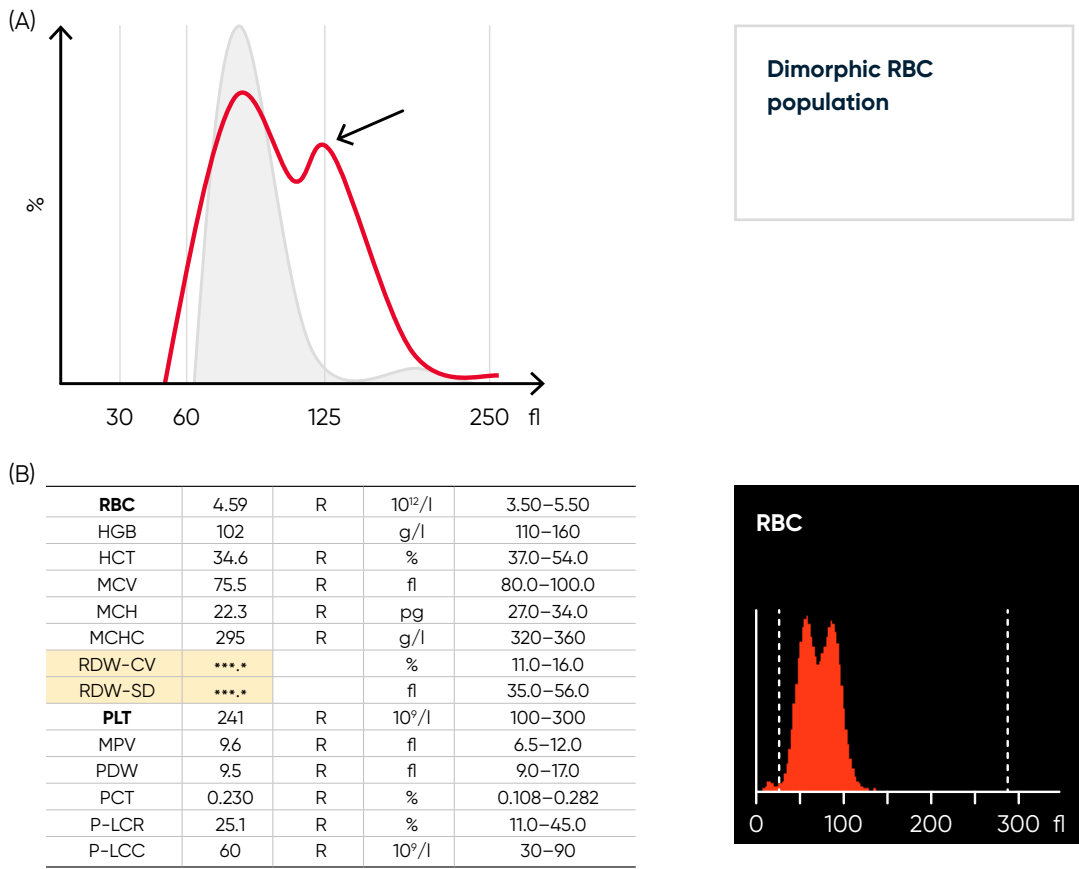 (A)
%
30 60 125 250 fl
Dimorphic RBC
population
(B)
RBC 4.59 R 10¹²/l 3.50–5.50
HGB 102 g/l 110–160
HCT 34.6 R % 37.0–54.0
MCV 75.5 R fl 80.0–100.0
MCH 22.3 R pg 27.0–34.0
MCHC 295 R g/l 320–360
RDW-CV ***.* % 11.0–16.0
RDW-SD ***.* fl 35.0–56.0
PLT 241 R 10⁹/l 100–300
MPV 9.6 R fl 6.5–12.0
PDW 9.5 R fl 9.0–17.0
PCT 0.230 R % 0.108–0.282
P-LCR 25.1 R % 11.0–45.0
P-LCC 60 R 10⁹/l 30–90
RBC
0 100 200 300 fl